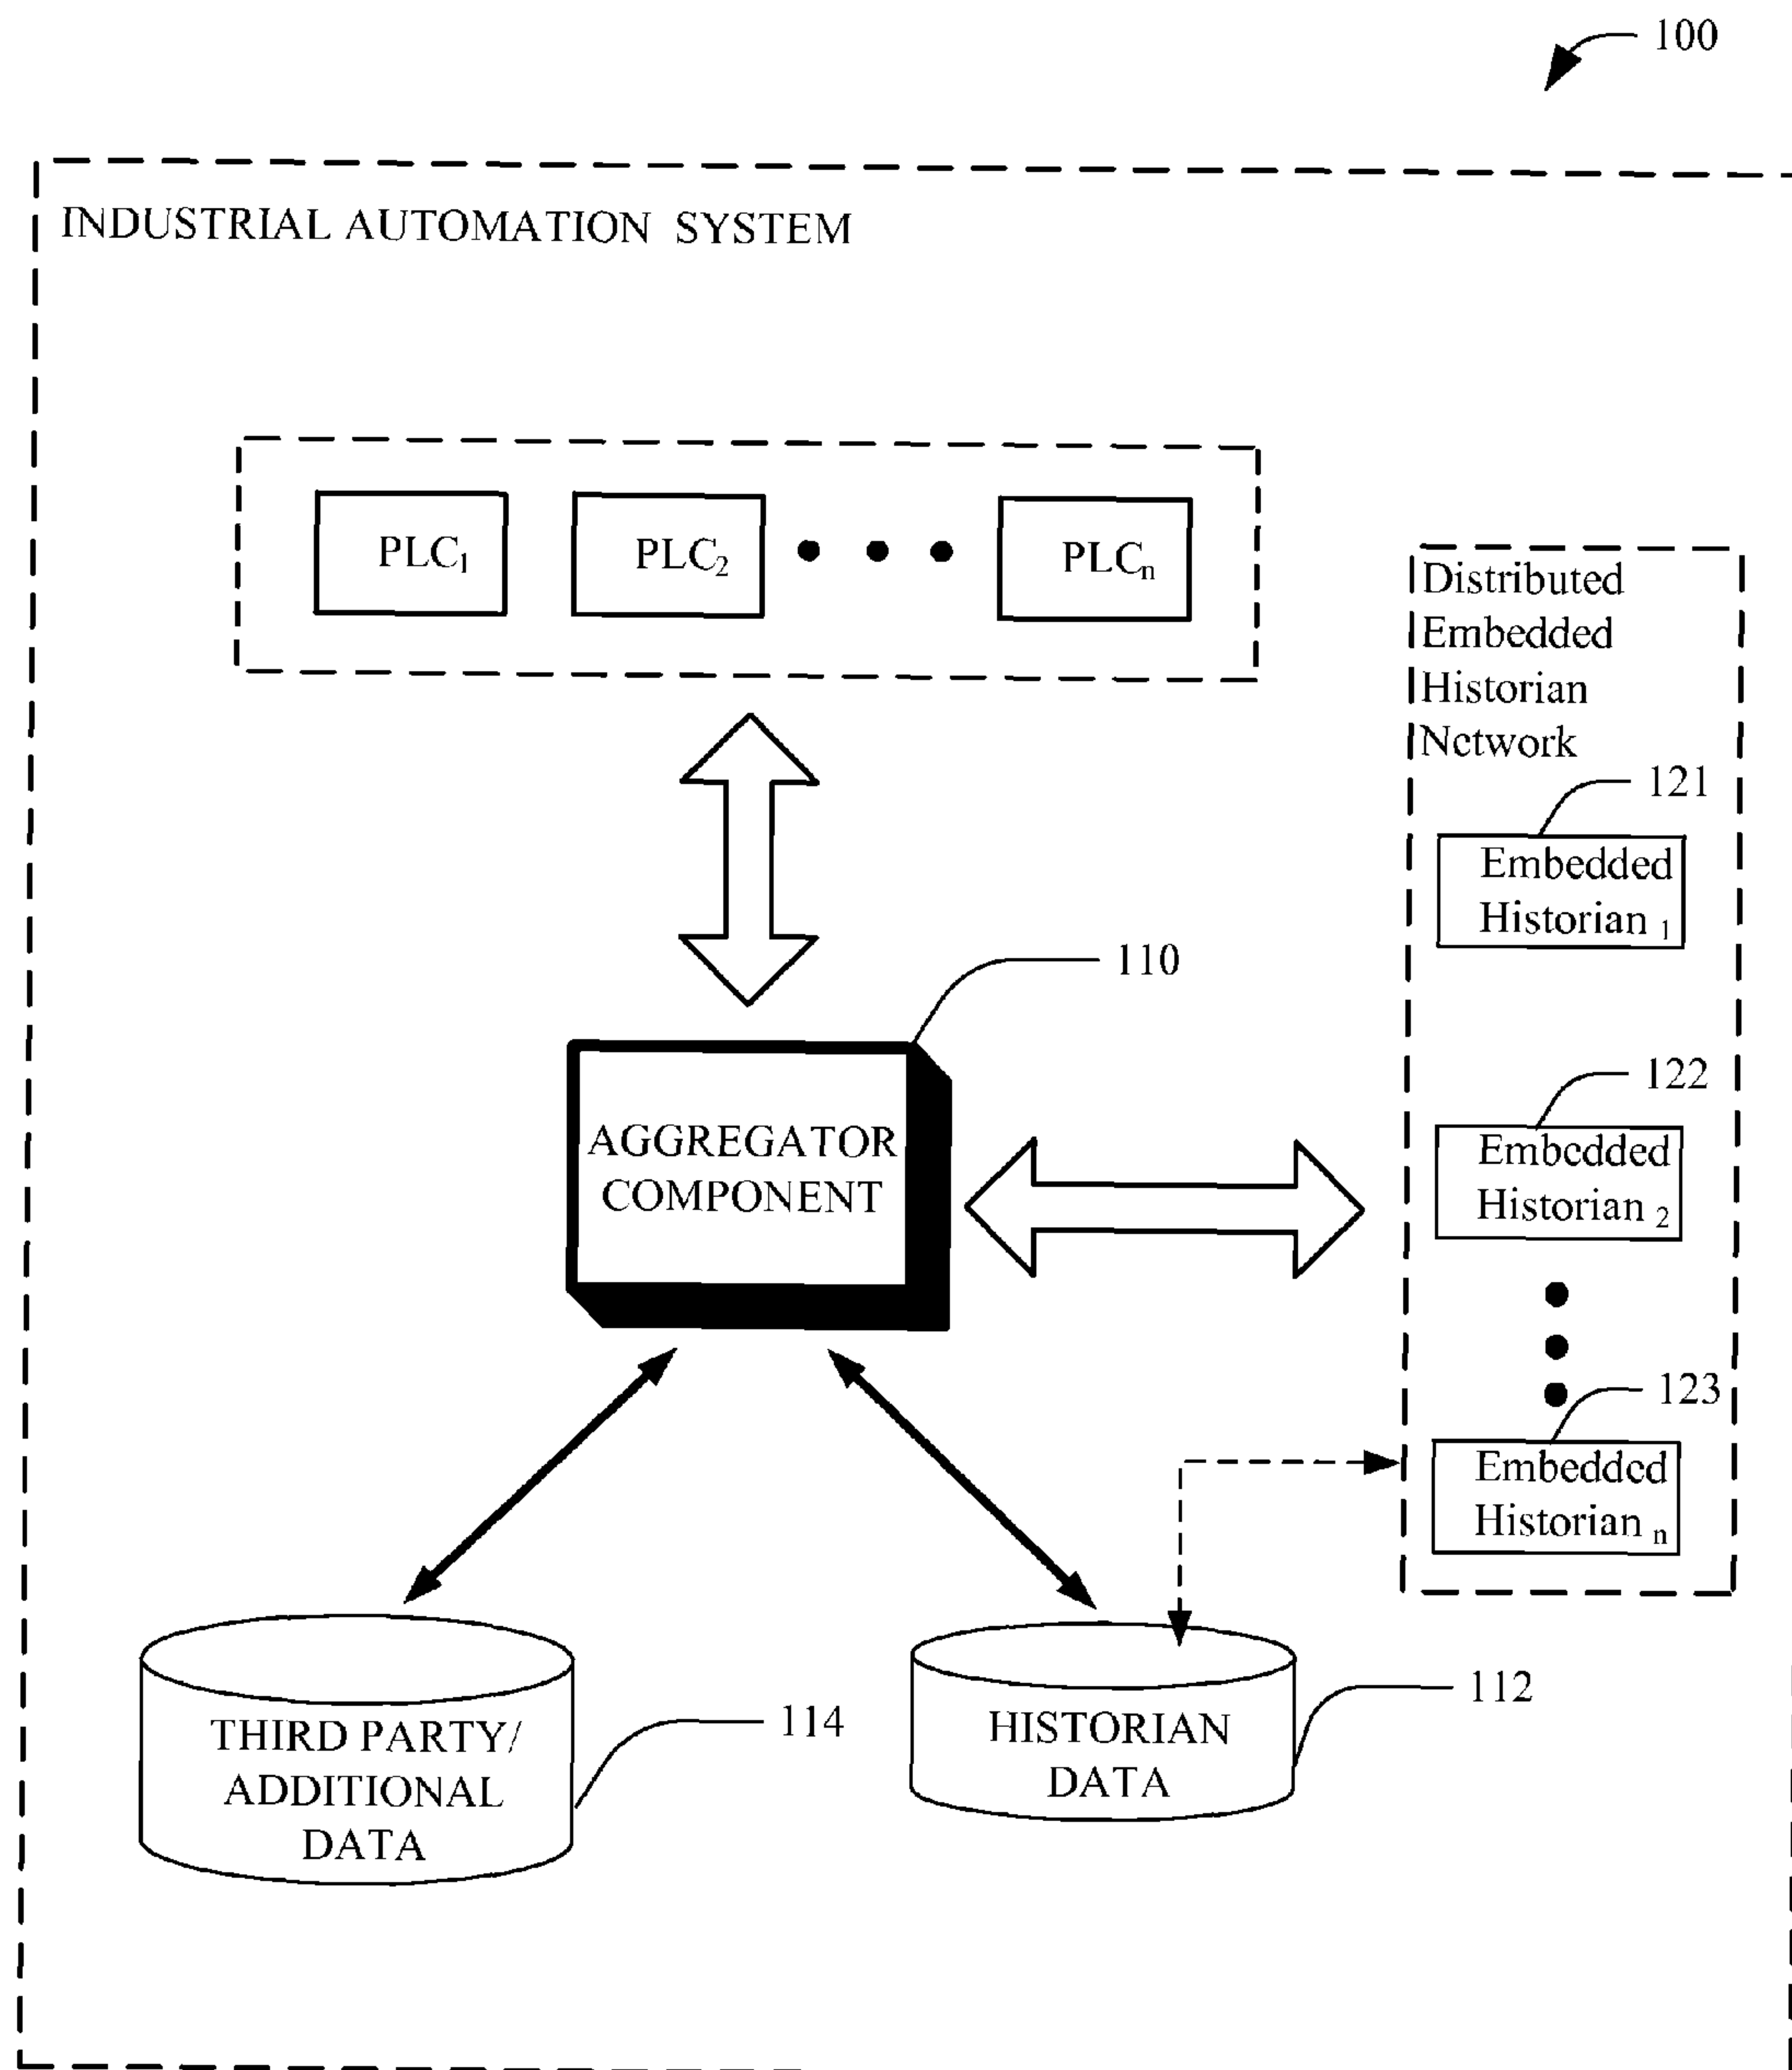 100
INDUSTRIAL AUTOMATION SYSTEM
PLC1
PLC2
PLCn
Distributed
Embedded
Historian
Network
121
Embedded
Historian 1
110
122
AGGREGATOR
COMPONENT
Embedded
Historian 2
123
Embedded
Historian n
112
114
THIRD PARTY/
ADDITIONAL
DATA
HISTORIAN
DATA